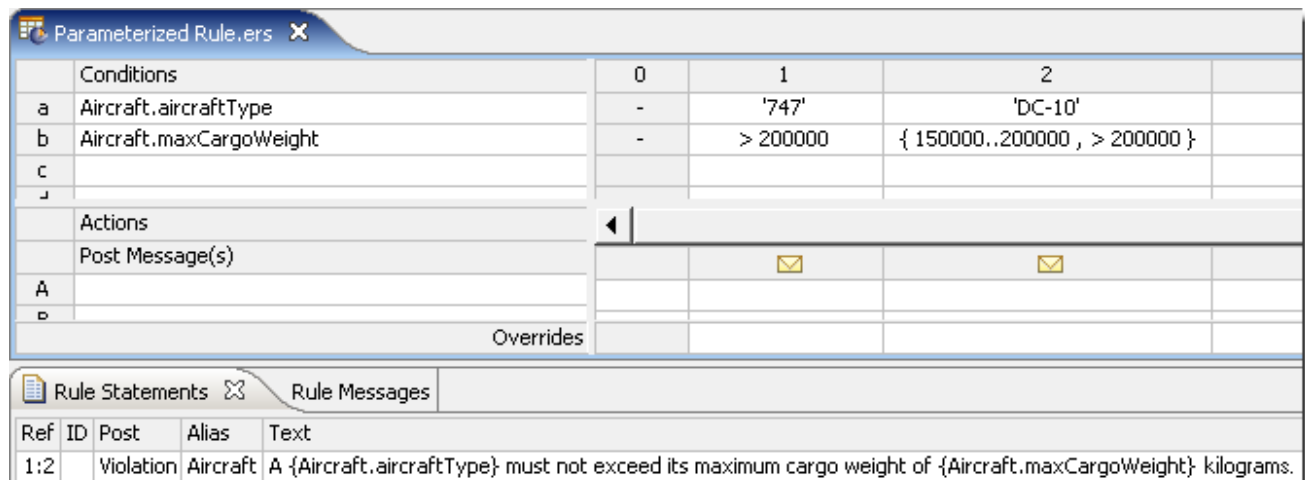 Parameterized Rule.ers
Conditions 0 1 2
a Aircraft.aircraftType - '747' 'DC-10'
b Aircraft.maxCargoWeight - > 200000 { 150000..200000 , > 200000 }
c
Actions
Post Message(s)
A
Overrides
Rule Statements Rule Messages
Ref ID Post Alias Text
1:2 Violation Aircraft A {Aircraft.aircraftType} must not exceed its maximum cargo weight of {Aircraft.maxCargoWeight} kilograms.